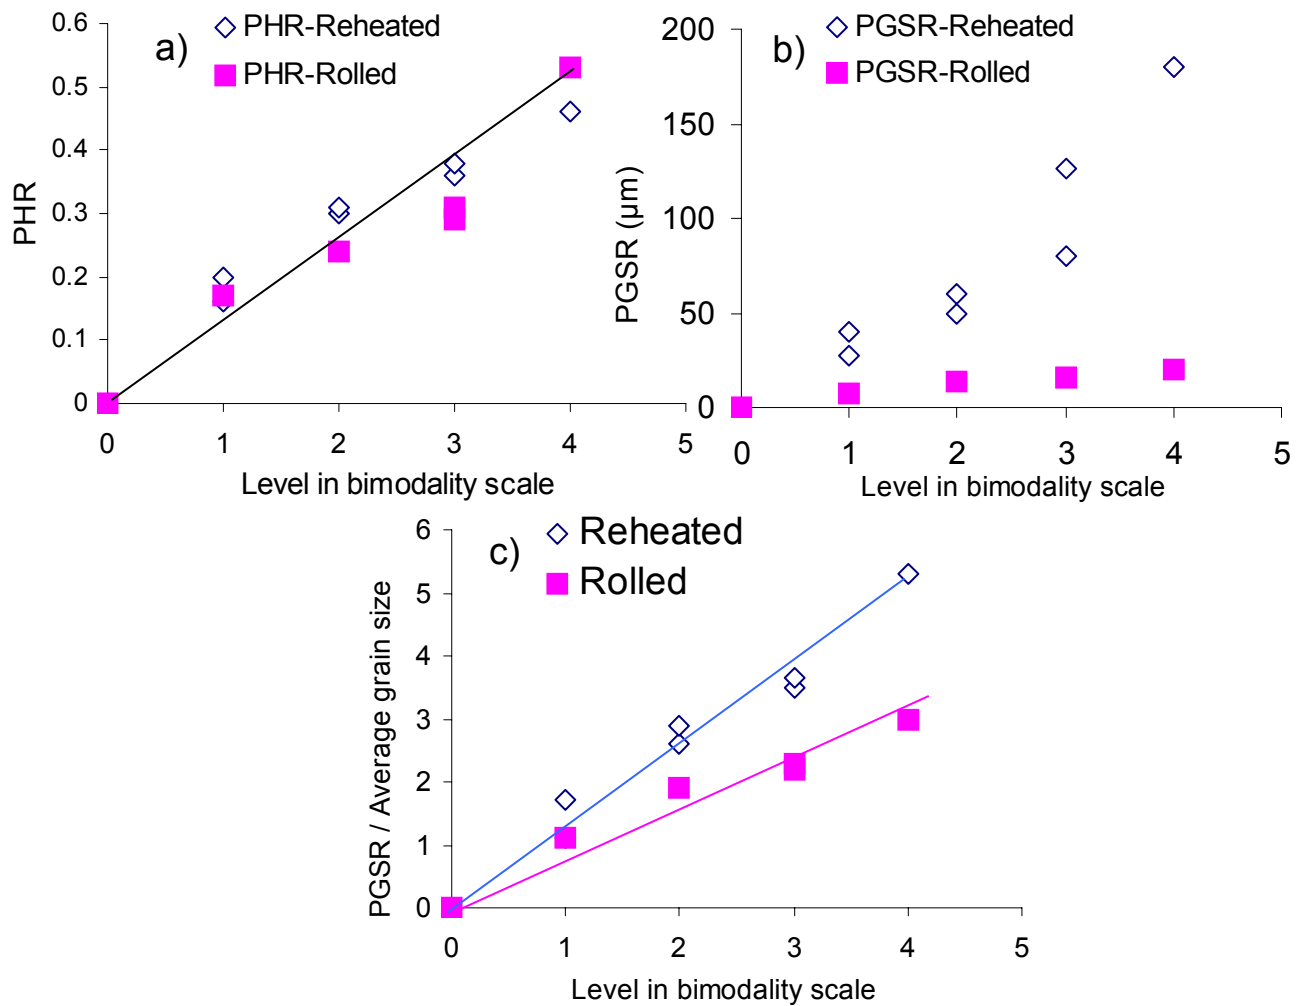 a)
PHR-Reheated
PHR-Rolled
0.6
0.5
0.4
0.3
0.2
0.1
0
PHR
0 1 2 3 4 5
Level in bimodality scale
b)
PGSR-Reheated
PGSR-Rolled
200
150
100
50
0
PGSR (µm)
0 1 2 3 4 5
Level in bimodality scale
c)
Reheated
Rolled
6
5
4
3
2
1
0
PGSR / Average grain size
0 1 2 3 4 5
Level in bimodality scale